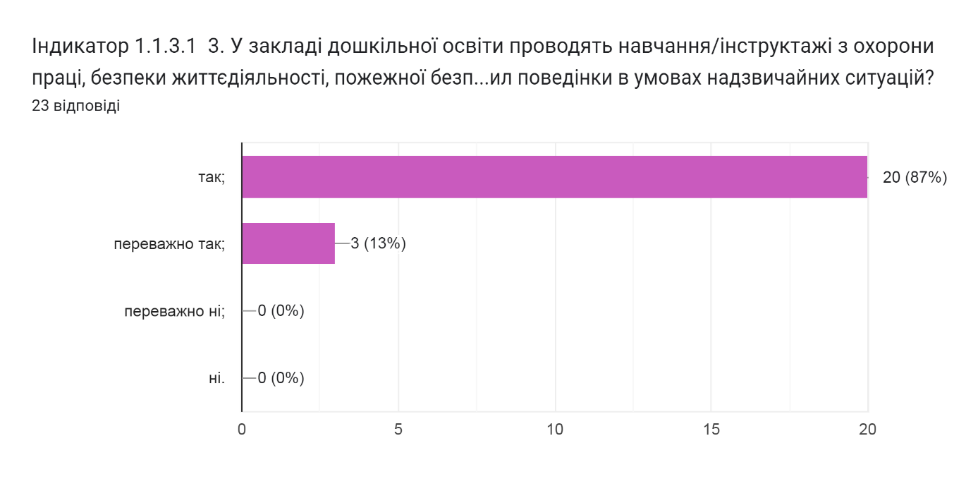 Індикатор 1.1.3.1  3. У закладі дошкільної освіти проводять навчання/інструктажі з охорони
праці, безпеки життєдіяльності, пожежної безп...ил поведінки в умовах надзвичайних ситуацій?
23 відповіді
так;
20 (87%)
переважно так;
3 (13%)
переважно ні;
0 (0%)
ні.
0 (0%)
0 5 10 15 20